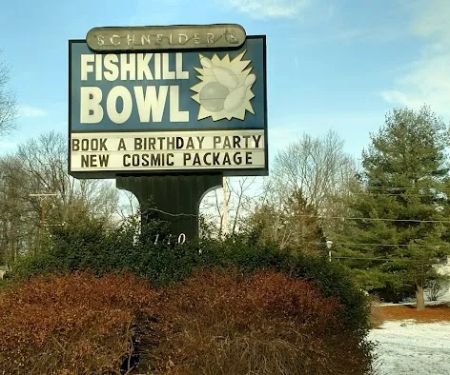 SCHNEIDER'S
FISHKILL
BOWL
BOOK A BIRTHDAY PARTY
NEW COSMIC PACKAGE